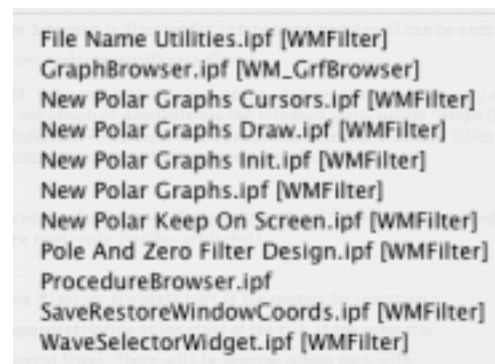 File Name Utilities.ipf [WMFilter]
GraphBrowser.ipf [WM_GrfBrowser]
New Polar Graphs Cursors.ipf [WMFilter]
New Polar Graphs Draw.ipf [WMFilter]
New Polar Graphs Init.ipf [WMFilter]
New Polar Graphs.ipf [WMFilter]
New Polar Keep On Screen.ipf [WMFilter]
Pole And Zero Filter Design.ipf [WMFilter]
ProcedureBrowser.ipf
SaveRestoreWindowCoords.ipf [WMFilter]
WaveSelectorWidget.ipf [WMFilter]